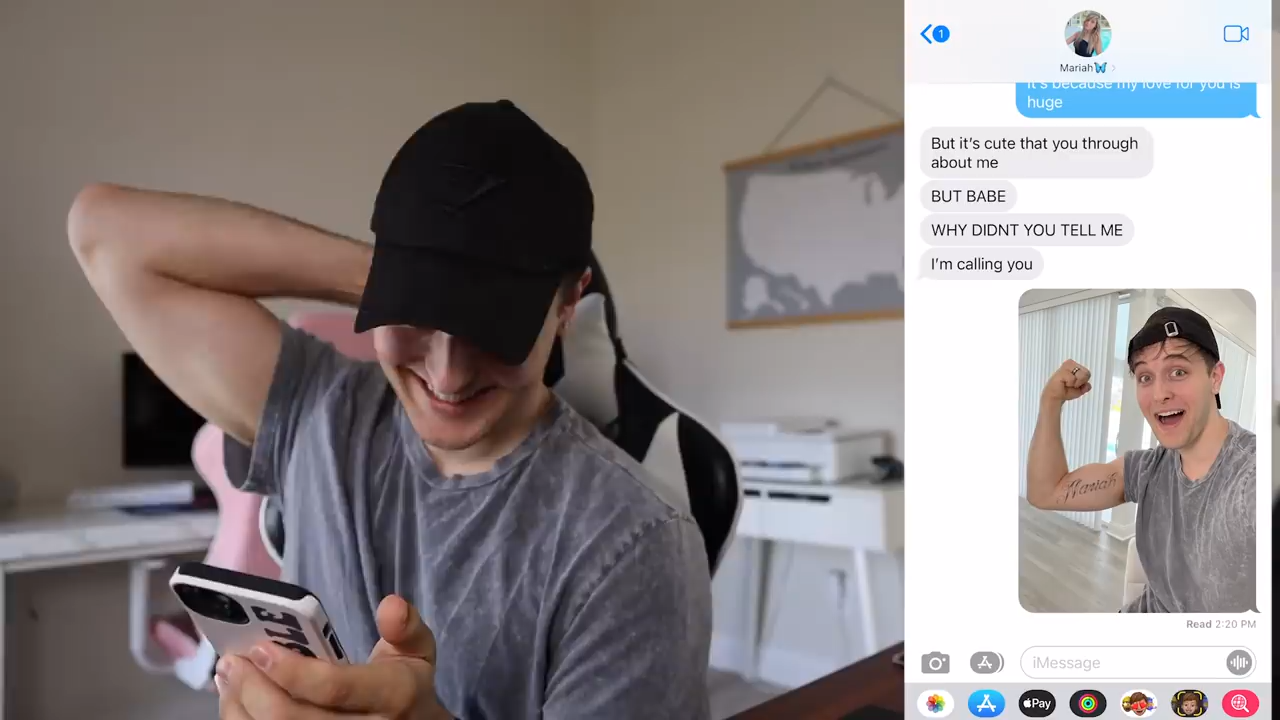 1
Mariah🦋
it's because my love for you is
huge
But it's cute that you through
about me
BUT BABE
WHY DIDNT YOU TELL ME
I'm calling you
Mariah
Read 2:20 PM
iMessage
Pay